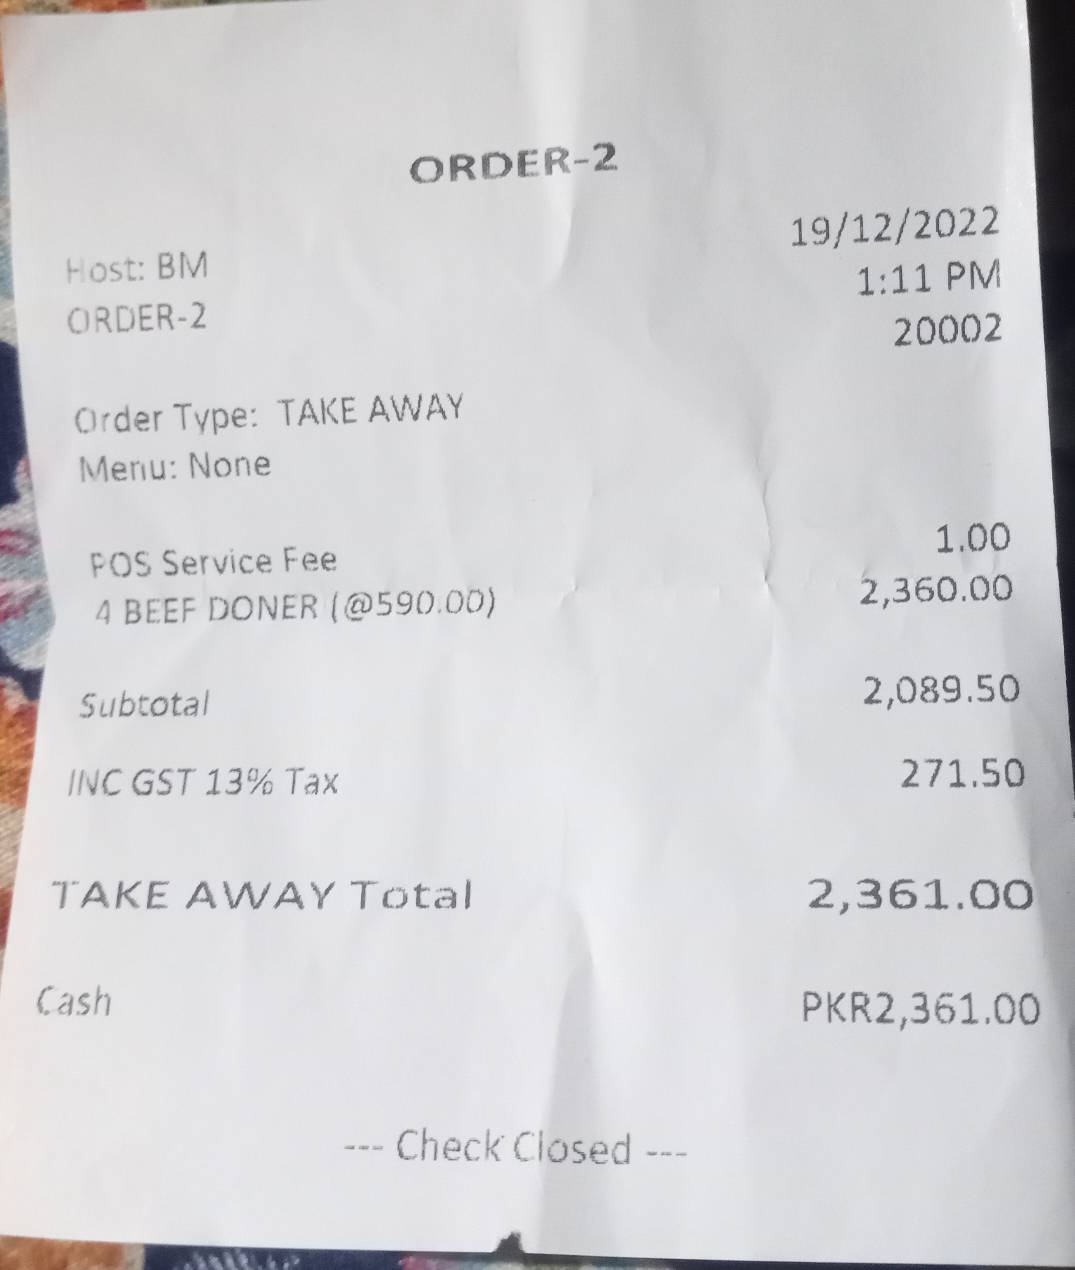 ORDER-2
19/12/2022
Host: BM 1:11 PM
ORDER-2 20002
Order Type: TAKE AWAY
Menu: None
POS Service Fee 1.00
4 BEEF DONER (@590.00) 2,360.00
Subtotal 2,089.50
INC GST 13% Tax 271.50
TAKE AWAY Total 2,361.00
Cash PKR2,361.00
--- Check Closed ---